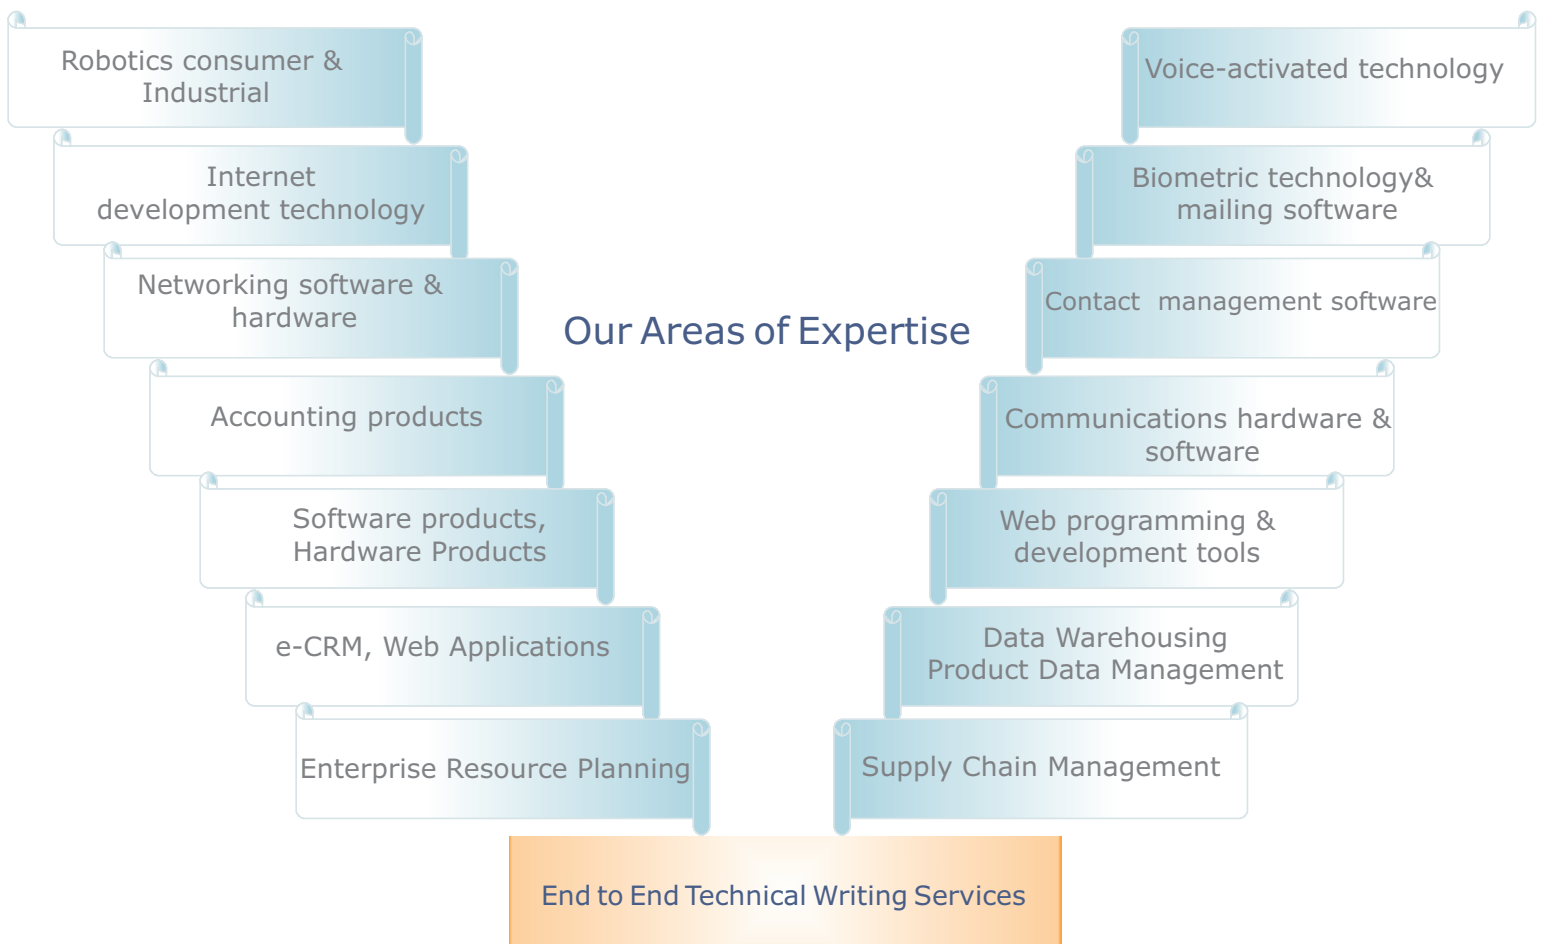 Robotics consumer &
Industrial
Internet
development technology
Networking software &
hardware
Accounting products
Software products,
Hardware Products
e-CRM, Web Applications
Enterprise Resource Planning
Our Areas of Expertise
Voice-activated technology
Biometric technology&
mailing software
Contact  management software
Communications hardware &
software
Web programming &
development tools
Data Warehousing
Product Data Management
Supply Chain Management
End to End Technical Writing Services